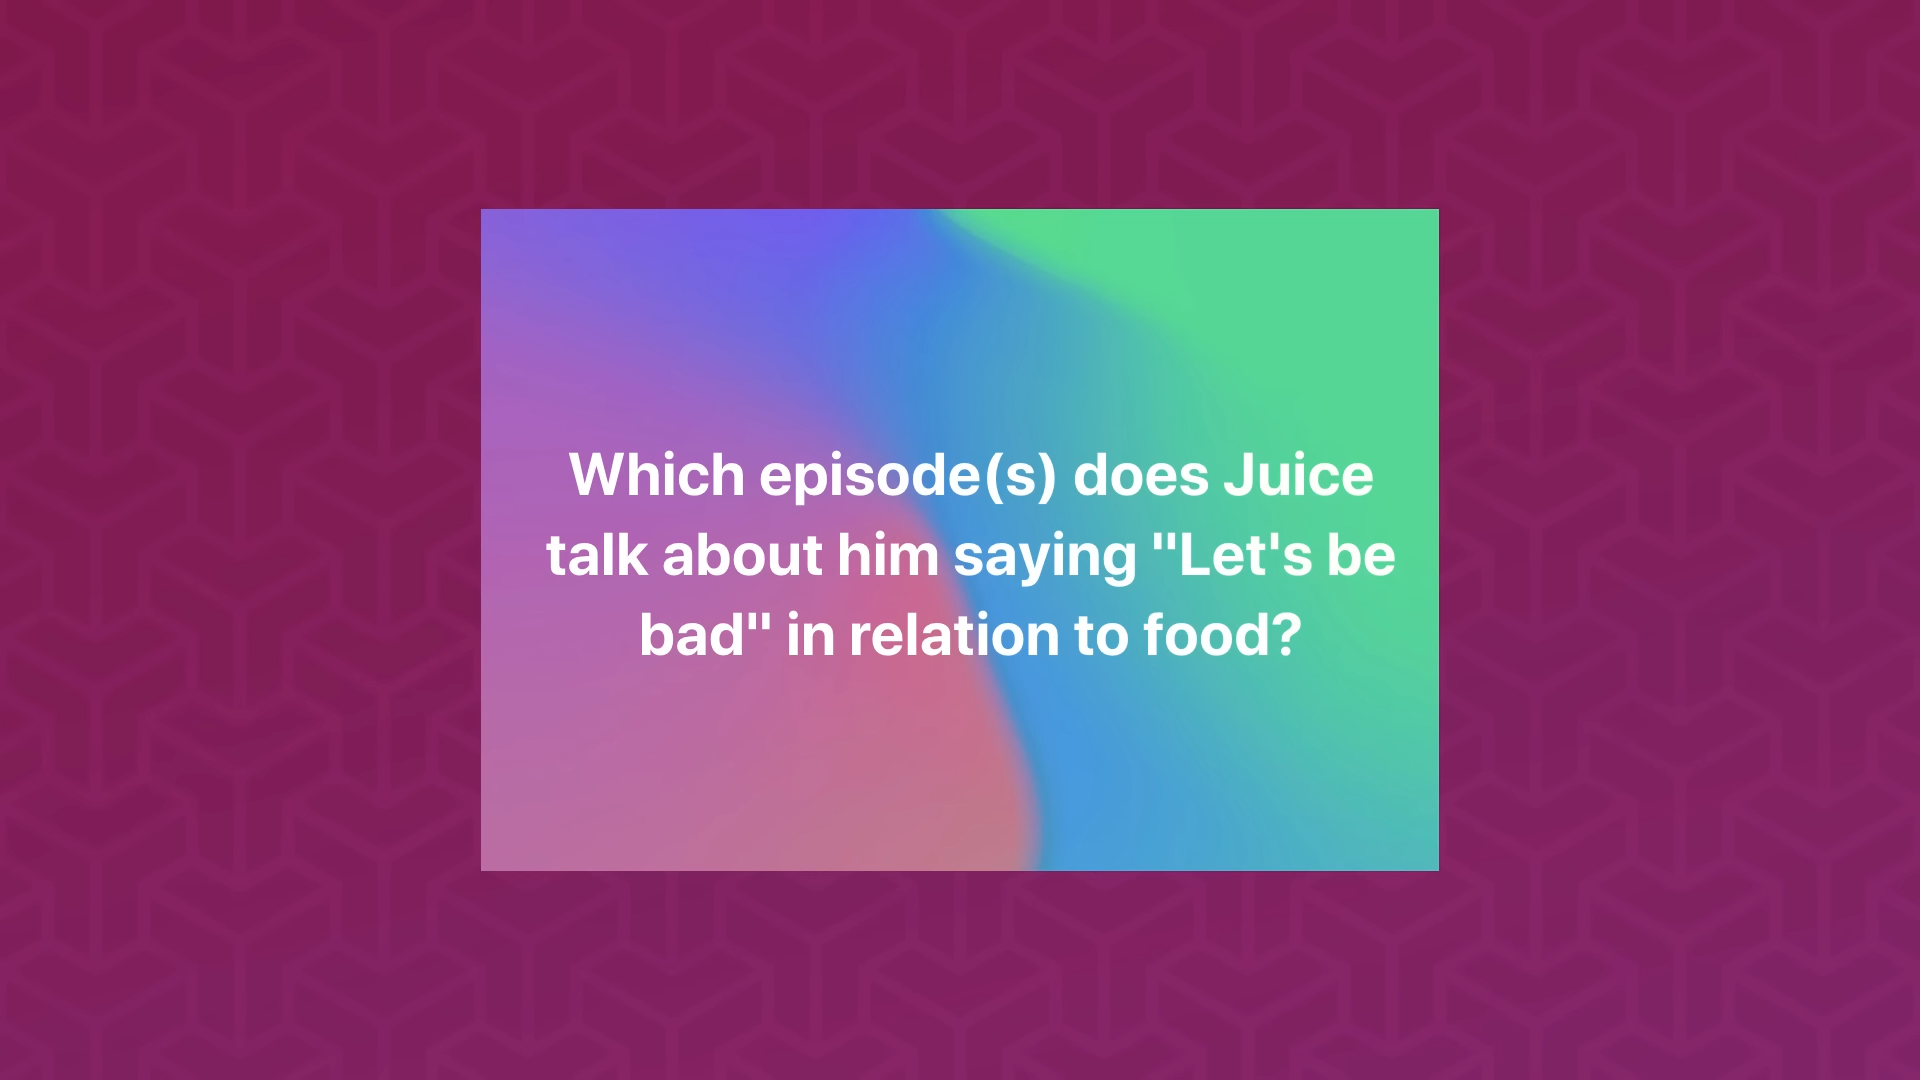 Which episode(s) does Juice
talk about him saying "Let's be
bad" in relation to food?